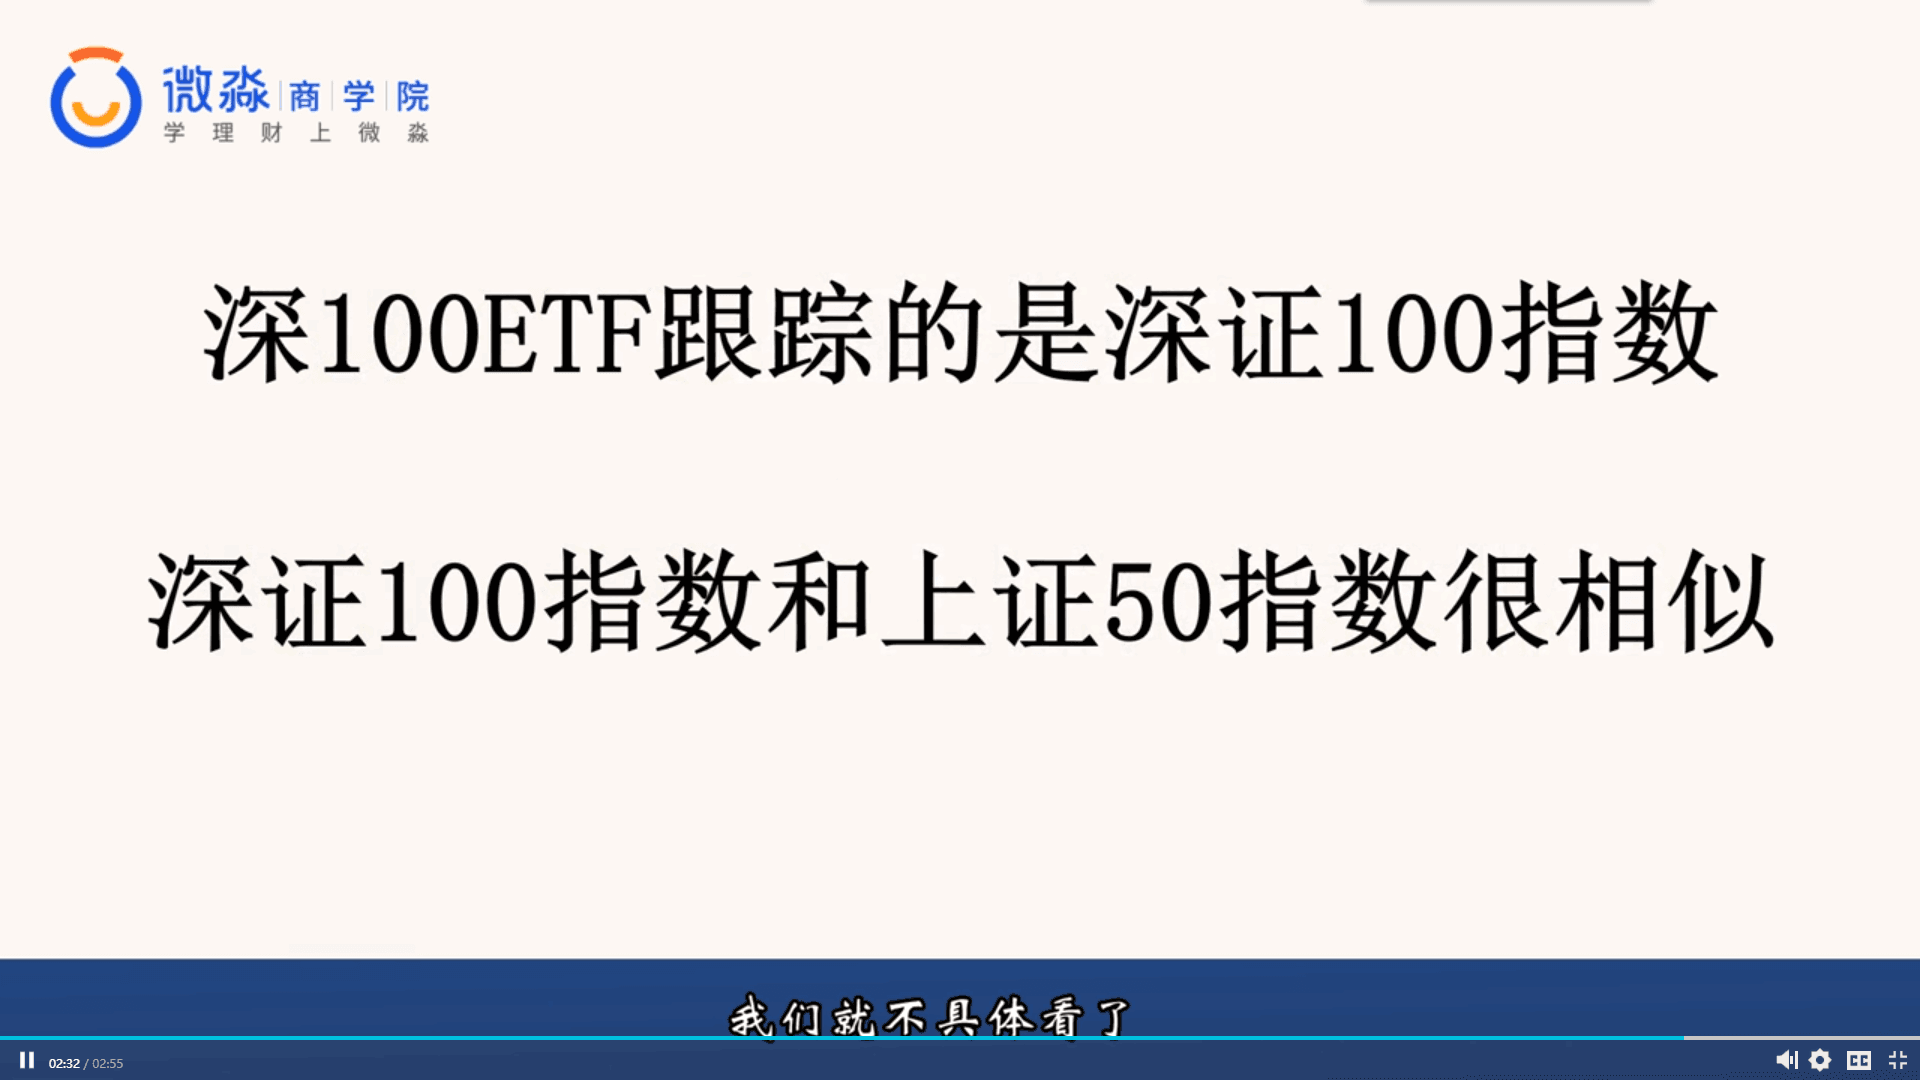 微淼商学院
学理财上微淼
深100ETF跟踪的是深证100指数
深证100指数和上证50指数很相似
我们就不具体看了
02:32 / 02:55
CC